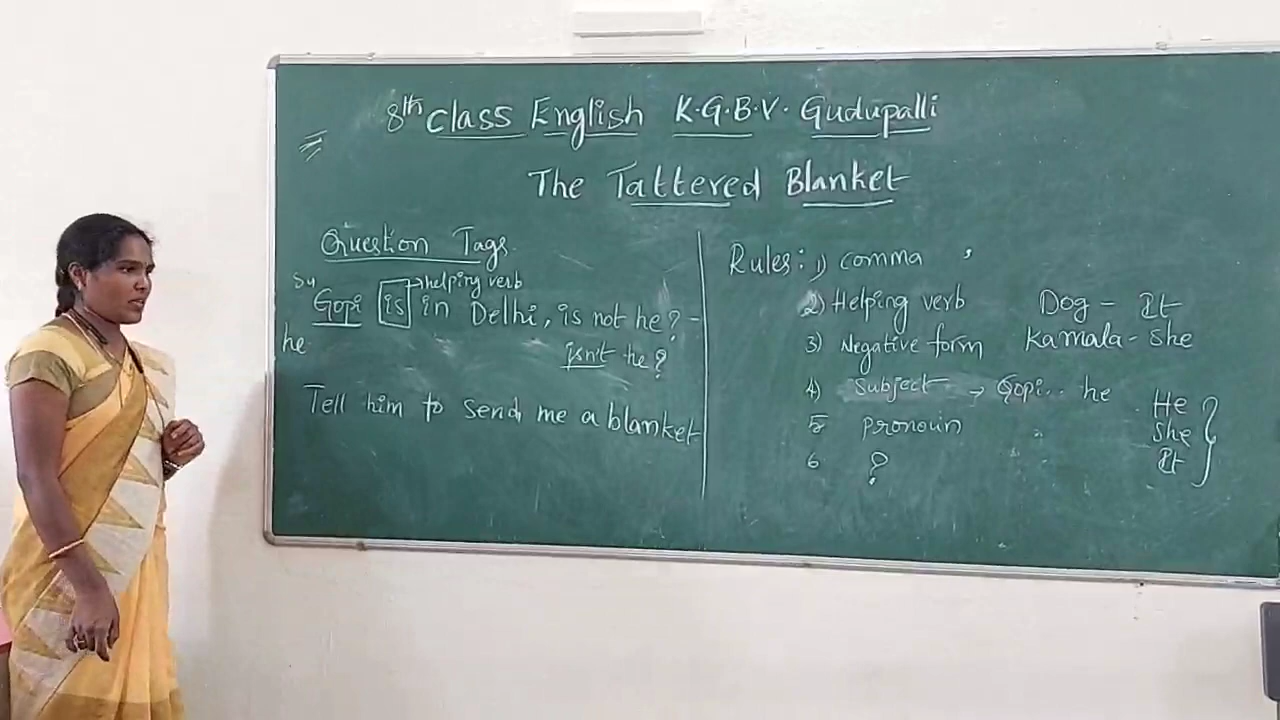 8th class English K.G.B.V. Gudupalli
The Tattered Blanket
Question Tags.
Su
→helping verb
Gopi is in Delhi, is not he? -
he
isn't he?
Tell him to send me a blanket
Rules: 1) comma ,
2) Helping verb
3) Negative form
4) Subject → Gopi... he
5 pronoun
6 ?
Dog - It
Kamala - She
He
She
It